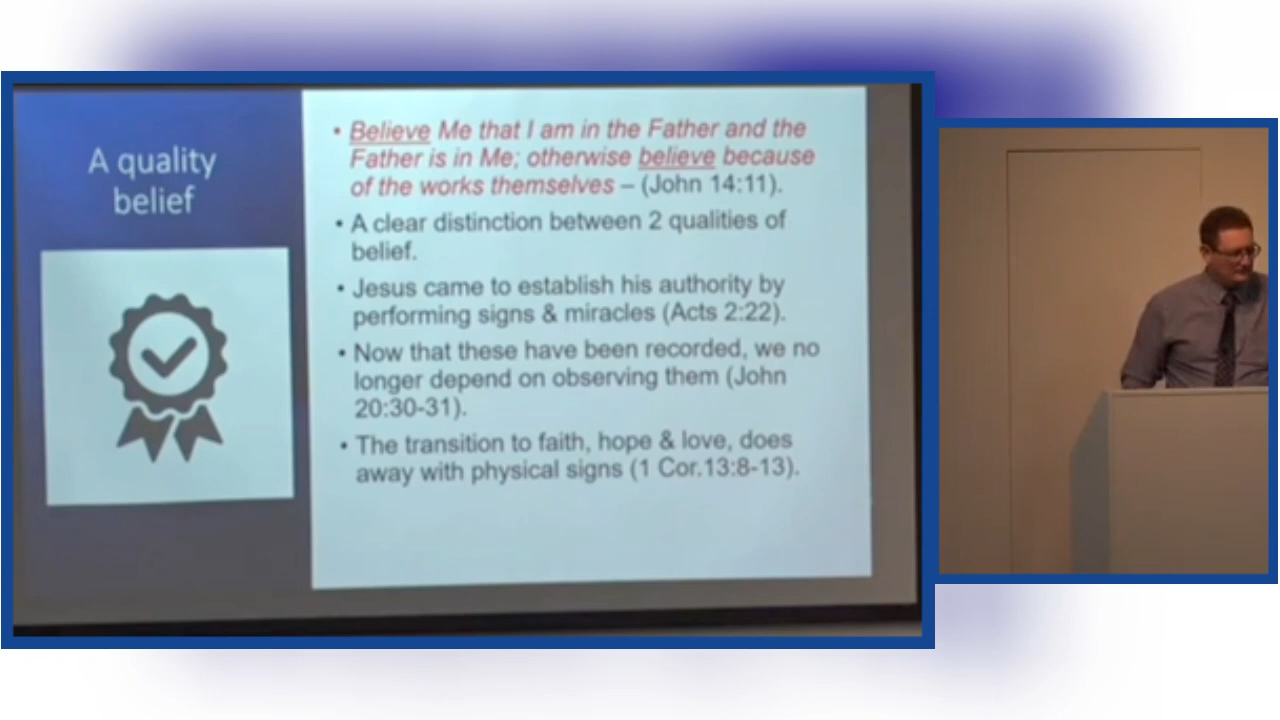 A quality
belief
• Believe Me that I am in the Father and the
Father is in Me; otherwise believe because
of the works themselves – (John 14:11).
• A clear distinction between 2 qualities of
belief.
• Jesus came to establish his authority by
performing signs & miracles (Acts 2:22).
• Now that these have been recorded, we no
longer depend on observing them (John
20:30-31).
• The transition to faith, hope & love, does
away with physical signs (1 Cor.13:8-13).